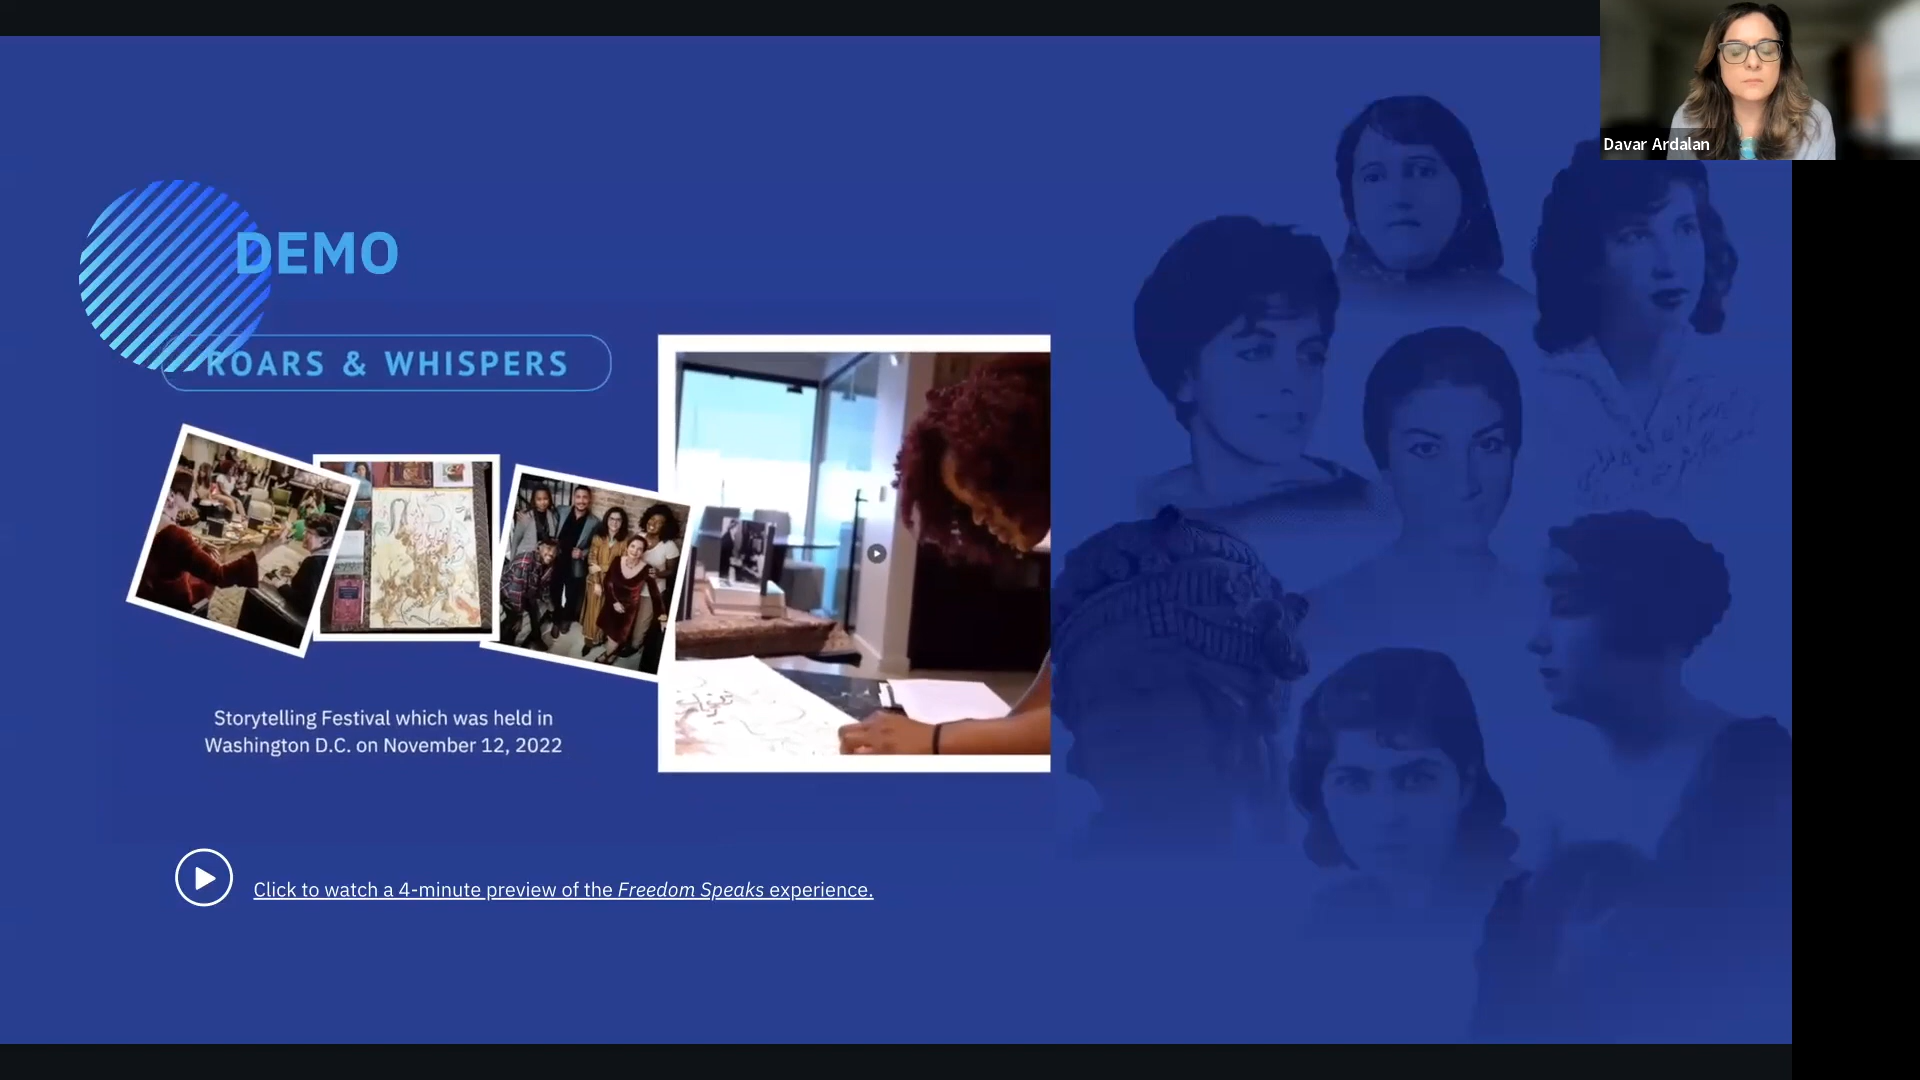 Davar Ardalan
DEMO
ROARS & WHISPERS
Storytelling Festival which was held in
Washington D.C. on November 12, 2022
Click to watch a 4-minute preview of the Freedom Speaks experience.